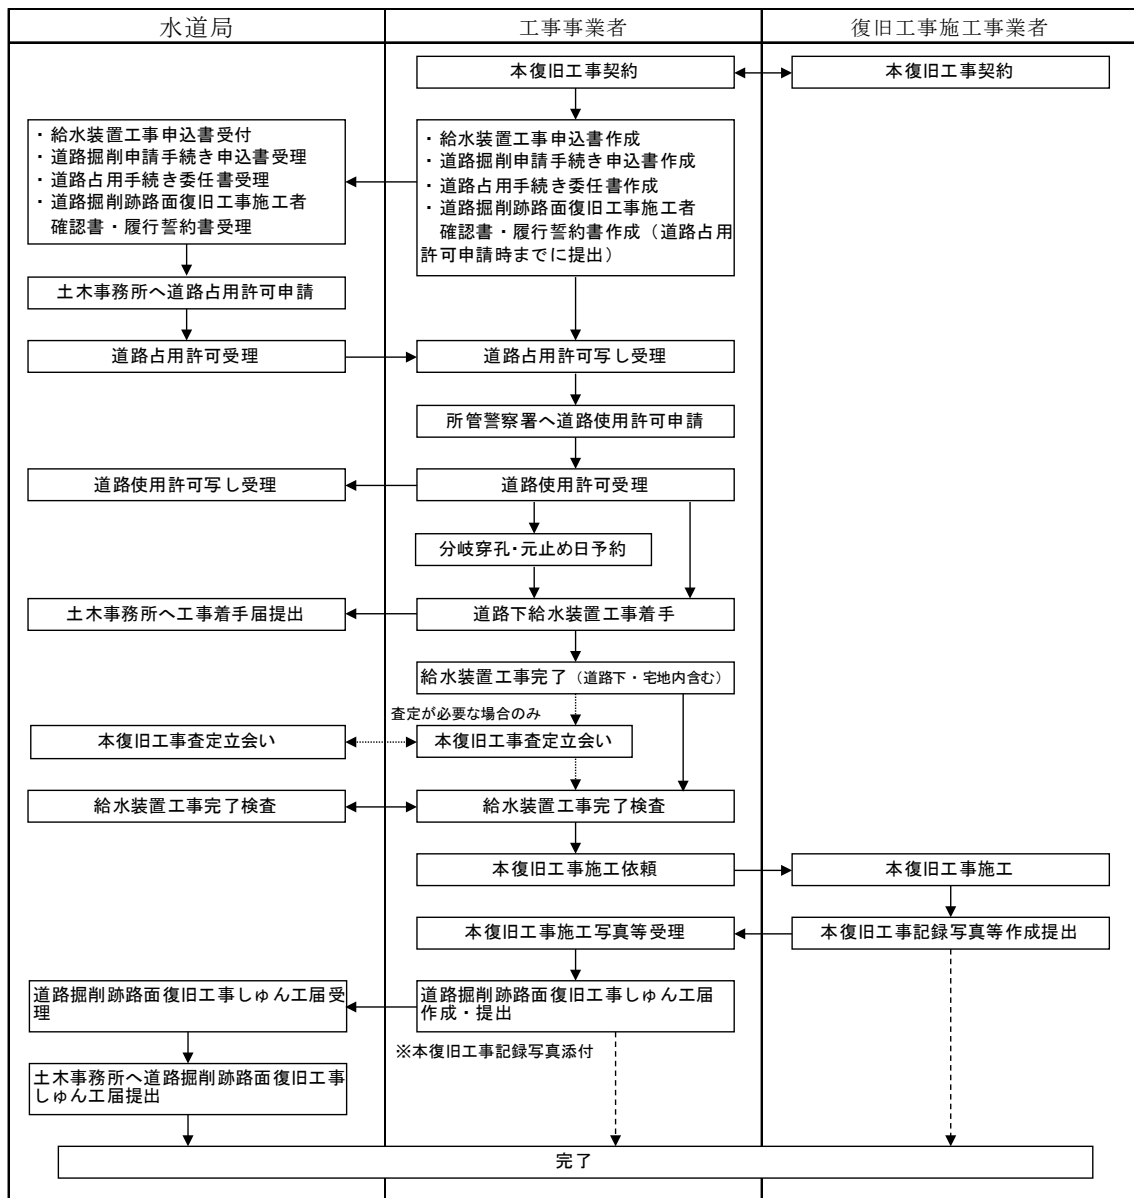 水道局
工事事業者
復旧工事施工事業者
本復旧工事契約
本復旧工事契約
・給水装置工事申込書受付
・道路掘削申請手続き申込書受理
・道路占用手続き委任書受理
・道路掘削跡路面復旧工事施工者
確認書・履行誓約書受理
・給水装置工事申込書作成
・道路掘削申請手続き申込書作成
・道路占用手続き委任書作成
・道路掘削跡路面復旧工事施工者
確認書・履行誓約書作成（道路占用
許可申請時までに提出）
土木事務所へ道路占用許可申請
道路占用許可受理
道路占用許可写し受理
所管警察署へ道路使用許可申請
道路使用許可写し受理
道路使用許可受理
分岐穿孔・元止め日予約
土木事務所へ工事着手届提出
道路下給水装置工事着手
給水装置工事完了（道路下・宅地内含む）
査定が必要な場合のみ
本復旧工事査定立会い
本復旧工事査定立会い
給水装置工事完了検査
給水装置工事完了検査
本復旧工事施工依頼
本復旧工事施工
本復旧工事施工写真等受理
本復旧工事記録写真等作成提出
道路掘削跡路面復旧工事しゅん工届受
理
道路掘削跡路面復旧工事しゅん工届
作成・提出
※本復旧工事記録写真添付
土木事務所へ道路掘削跡路面復旧工事
しゅん工届提出
完了